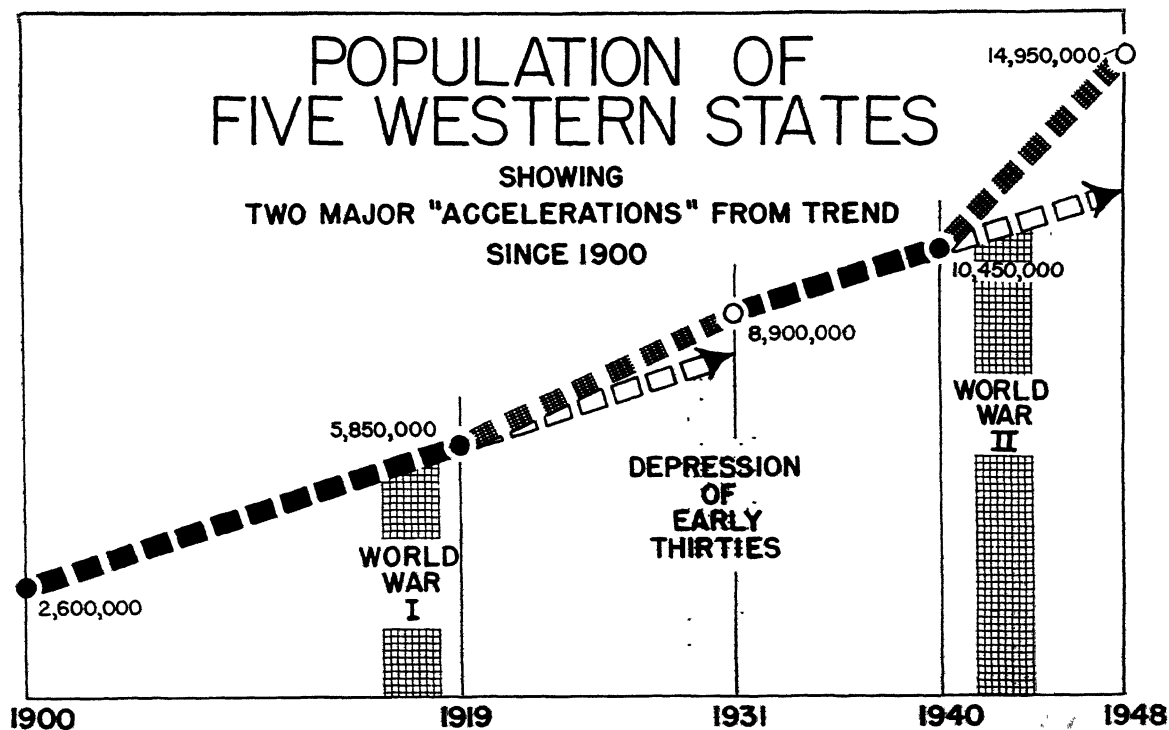 POPULATION OF
FIVE WESTERN STATES
SHOWING
TWO MAJOR "ACCELERATIONS" FROM TREND
SINCE 1900
14,950,000
10,450,000
8,900,000
5,850,000
2,600,000
WORLD
WAR
I
DEPRESSION
OF
EARLY
THIRTIES
WORLD
WAR
II
1900 1919 1931 1940 1948